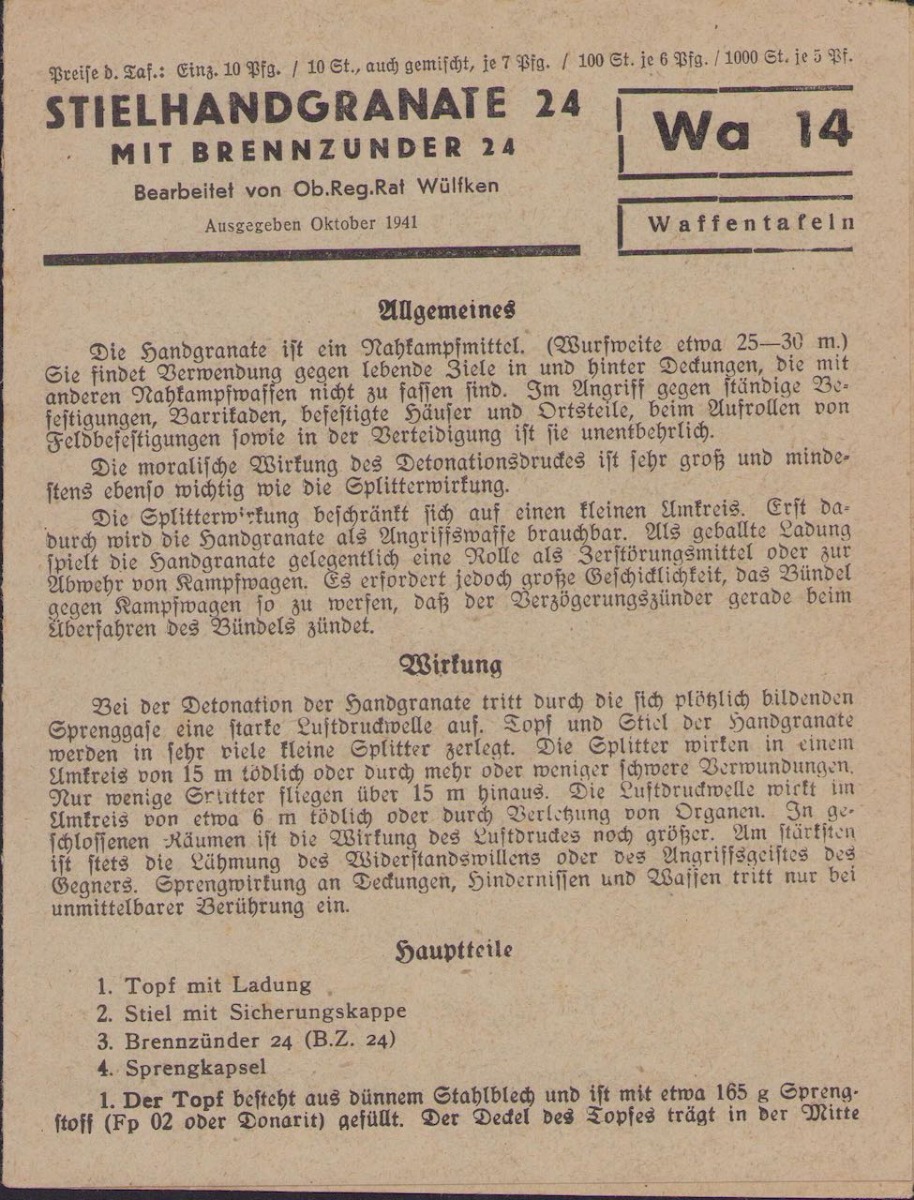 Preise d. Taf.: Einz. 10 Pfg. / 10 St., auch gemischt, je 7 Pfg. / 100 St. je 6 Pfg. / 1000 St. je 5 Pf.
STIELHANDGRANATE 24
MIT BRENNZUNDER 24
Bearbeitet von Ob.Reg.Rat Wülfken
Ausgegeben Oktober 1941
Wa 14
Waffentafeln
Allgemeines
Die Handgranate ist ein Nahkampfmittel. (Wurfweite etwa 25—30 m.)
Sie findet Verwendung gegen lebende Ziele in und hinter Deckungen, die mit
anderen Nahkampfwaffen nicht zu fassen sind. Im Angriff gegen ständige Be-
festigungen, Barrikaden, befestigte Häuser und Ortsteile, beim Aufrollen von
Feldbefestigungen sowie in der Verteidigung ist sie unentbehrlich.
Die moralische Wirkung des Detonationsdruckes ist sehr groß und minde-
stens ebenso wichtig wie die Splitterwirkung.
Die Splitterwirkung beschränkt sich auf einen kleinen Umkreis. Erst da-
durch wird die Handgranate als Angriffswaffe brauchbar. Als geballte Ladung
spielt die Handgranate gelegentlich eine Rolle als Zerstörungsmittel oder zur
Abwehr von Kampfwagen. Es erfordert jedoch große Geschicklichkeit, das Bündel
gegen Kampfwagen so zu werfen, daß der Verzögerungszünder gerade beim
Überfahren des Bündels zündet.
Wirkung
Bei der Detonation der Handgranate tritt durch die sich plötzlich bildenden
Sprenggase eine starke Luftdruckwelle auf. Topf und Stiel der Handgranate
werden in sehr viele kleine Splitter zerlegt. Die Splitter wirken in einem
Umkreis von 15 m tödlich oder durch mehr oder weniger schwere Verwundungen.
Nur wenige Splitter fliegen über 15 m hinaus. Die Luftdruckwelle wirkt im
Umkreis von etwa 6 m tödlich oder durch Verletzung von Organen. In ge-
schlossenen Räumen ist die Wirkung des Luftdruckes noch größer. Am stärksten
ist stets die Lähmung des Widerstandswillens oder des Angriffsgeistes des
Gegners. Sprengwirkung an Deckungen, Hindernissen und Waffen tritt nur bei
unmittelbarer Berührung ein.
Hauptteile
1. Topf mit Ladung
2. Stiel mit Sicherungskappe
3. Brennzünder 24 (B.Z. 24)
4. Sprengkapsel
1. Der Topf besteht aus dünnem Stahlblech und ist mit etwa 165 g Spreng-
stoff (Fp 02 oder Donarit) gefüllt. Der Deckel des Topfes trägt in der Mitte